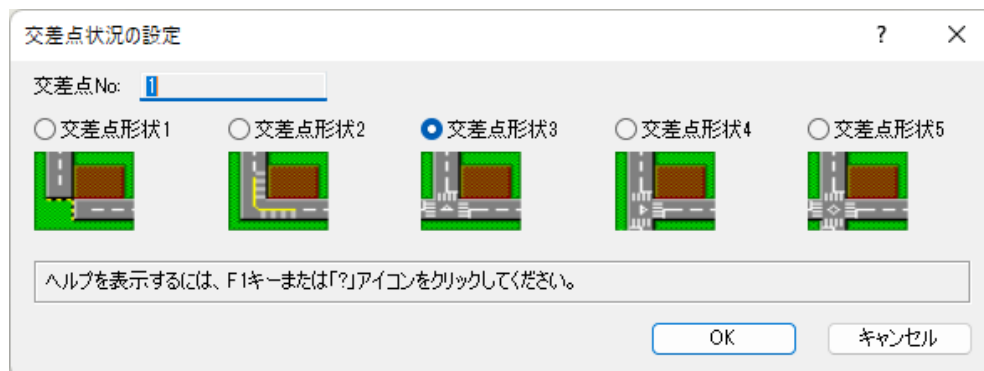 交差点状況の設定 ?
交差点No: 1
交差点形状1 交差点形状2 交差点形状3 交差点形状4 交差点形状5
ヘルプを表示するには、F1キーまたは「?」アイコンをクリックしてください。
OK キャンセル